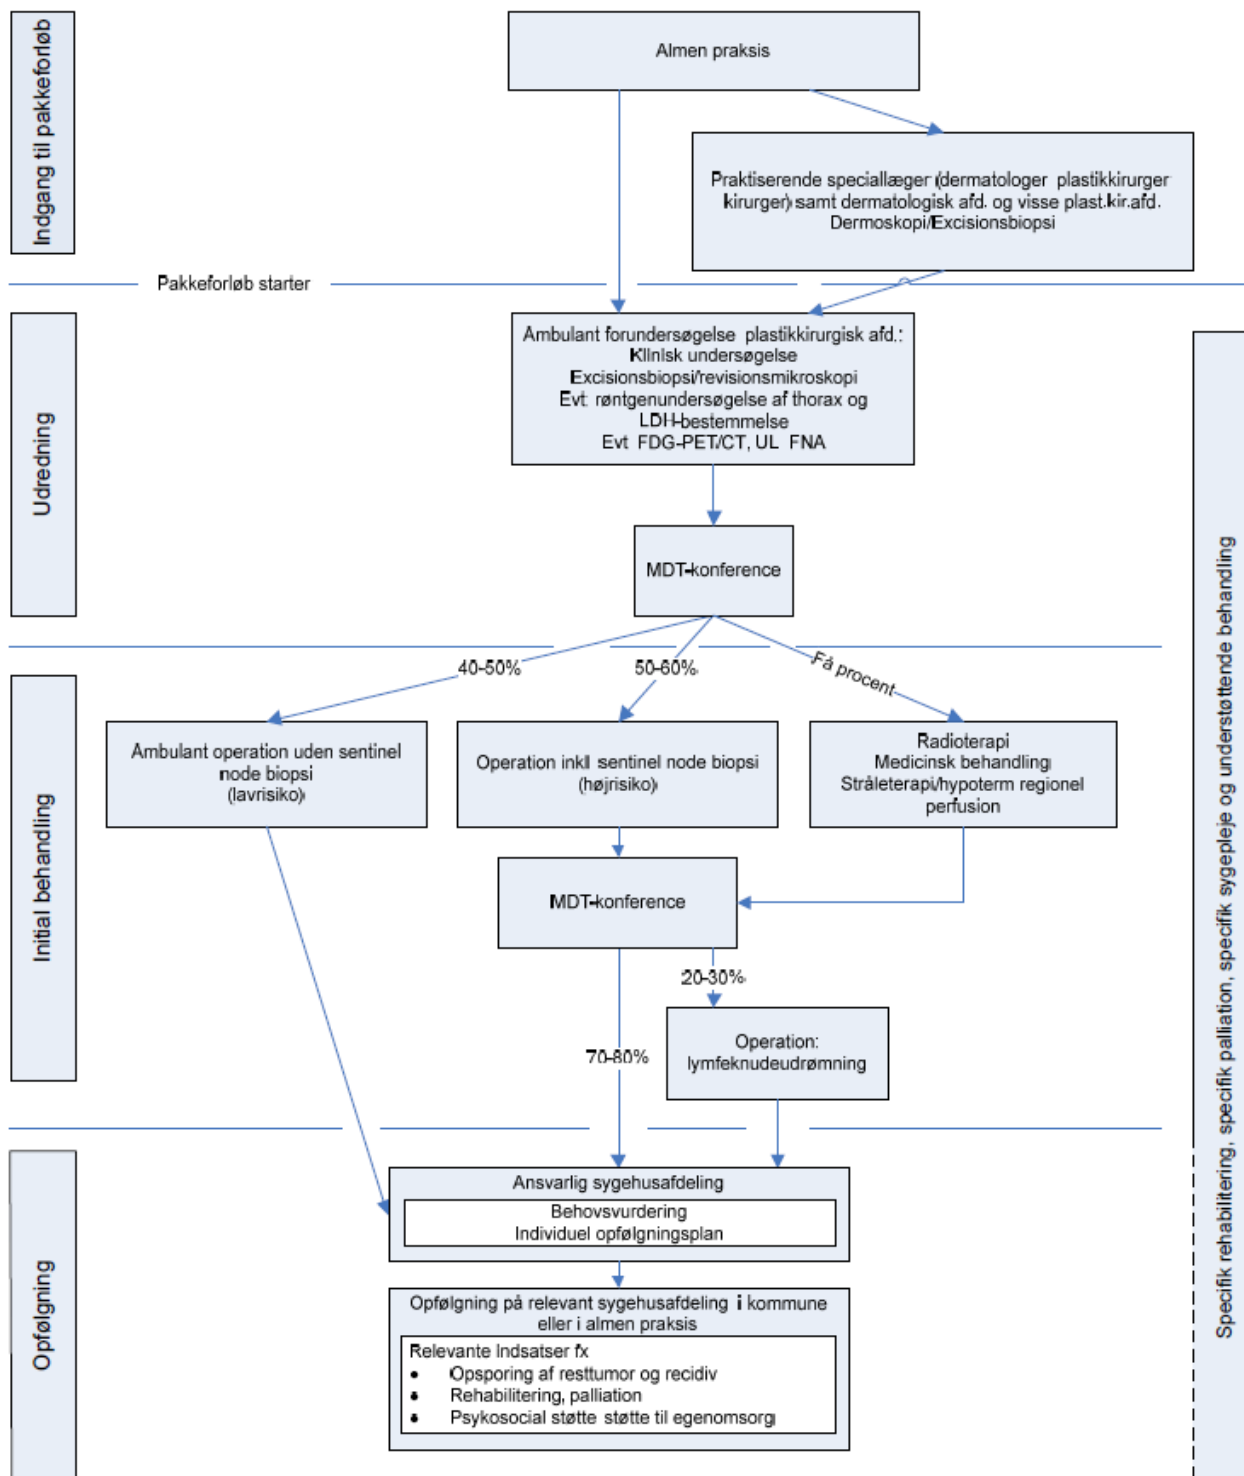 Indgang til pakkeforløb
Almen praksis
Praktiserende speciallæger (dermatologer plastikkirurger
kirurger) samt dermatologisk afd. og visse plast.kir.afd.
Dermoskopi/Excisionsbiopsi
Pakkeforløb starter
Udredning
Ambulant forundersøgelse plastikkirurgisk afd.:
Klinisk undersøgelse
Excisionsbiopsi/revisionsmikroskopi
Evt. røntgenundersøgelse af thorax og
LDH-bestemmelse
Evt FDG-PET/CT, UL FNA
MDT-konference
40-50%
50-60%
Få procent
Initial behandling
Ambulant operation uden sentinel
node biopsi
(lavrisiko)
Operation inkl sentinel node biopsi
(højrisiko)
Radioterapi
Medicinsk behandling
Stråleterapi/hypoterm regionel
perfusion
MDT-konference
20-30%
70-80%
Operation:
lymfeknudeudrømning
Opfølgning
Ansvarlig sygehusafdeling
Behovsvurdering
Individuel opfølgningsplan
Opfølgning på relevant sygehusafdeling i kommune
eller i almen praksis
Relevante Indsatser fx
• Opsporing af resttumor og recidiv
• Rehabilitering, palliation
• Psykosocial støtte støtte til egenomsorg
Specifik rehabilitering, specifik palliation, specifik sygepleje og understøttende behandling